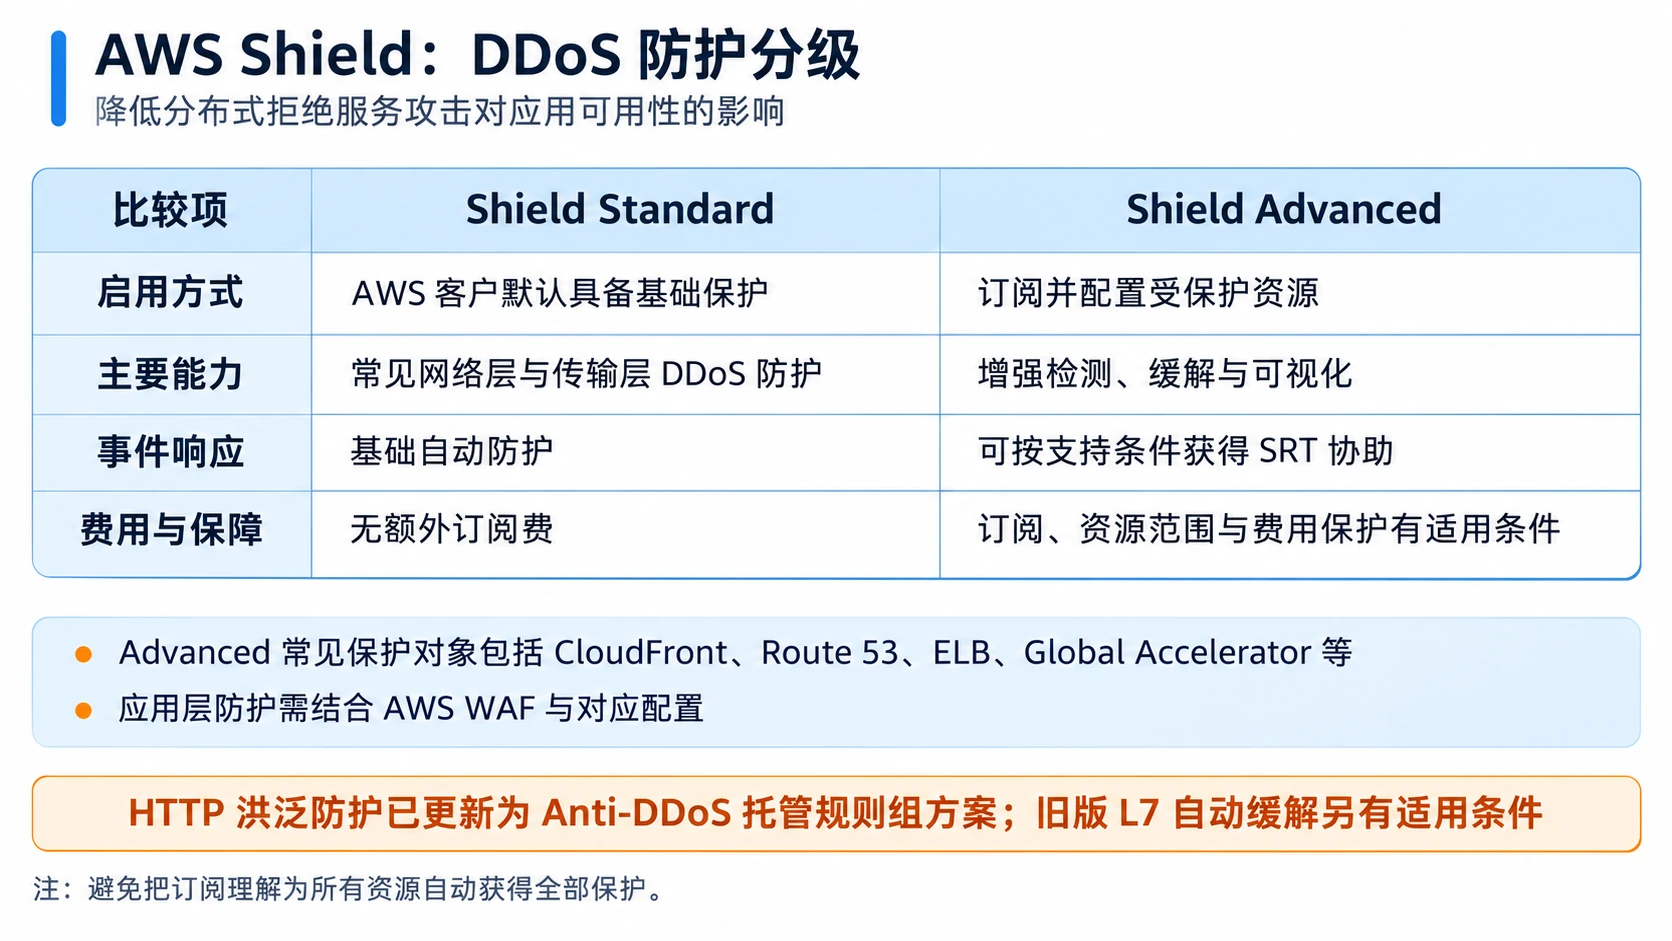 AWS Shield：DDoS 防护分级
降低分布式拒绝服务攻击对应用可用性的影响
比较项 Shield Standard Shield Advanced
启用方式 AWS 客户默认具备基础保护 订阅并配置受保护资源
主要能力 常见网络层与传输层 DDoS 防护 增强检测、缓解与可视化
事件响应 基础自动防护 可按支持条件获得 SRT 协助
费用与保障 无额外订阅费 订阅、资源范围与费用保护有适用条件
Advanced 常见保护对象包括 CloudFront、Route 53、ELB、Global Accelerator 等
应用层防护需结合 AWS WAF 与对应配置
HTTP 洪泛防护已更新为 Anti-DDoS 托管规则组方案；旧版 L7 自动缓解另有适用条件
注：避免把订阅理解为所有资源自动获得全部保护。